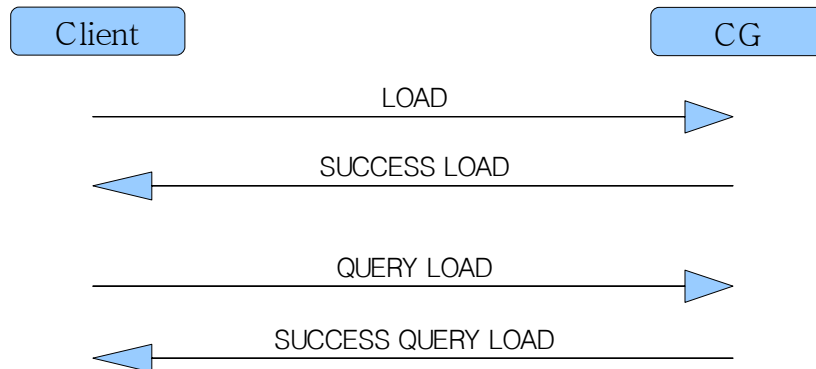 Client
CG
LOAD
SUCCESS LOAD
QUERY LOAD
SUCCESS QUERY LOAD